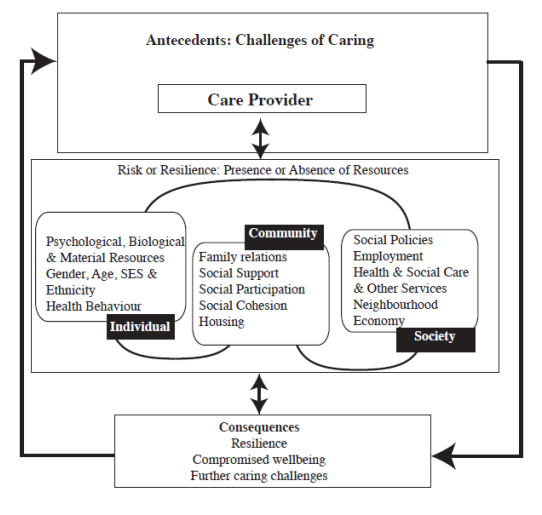 Antecedents: Challenges of Caring
Care Provider
Risk or Resilience: Presence or Absence of Resources
Psychological, Biological
& Material Resources
Gender, Age, SES &
Ethnicity
Health Behaviour
Individual
Community
Family relations
Social Support
Social Participation
Social Cohesion
Housing
Social Policies
Employment
Health & Social Care
& Other Services
Neighbourhood
Economy
Society
Consequences
Resilience
Compromised wellbeing
Further caring challenges